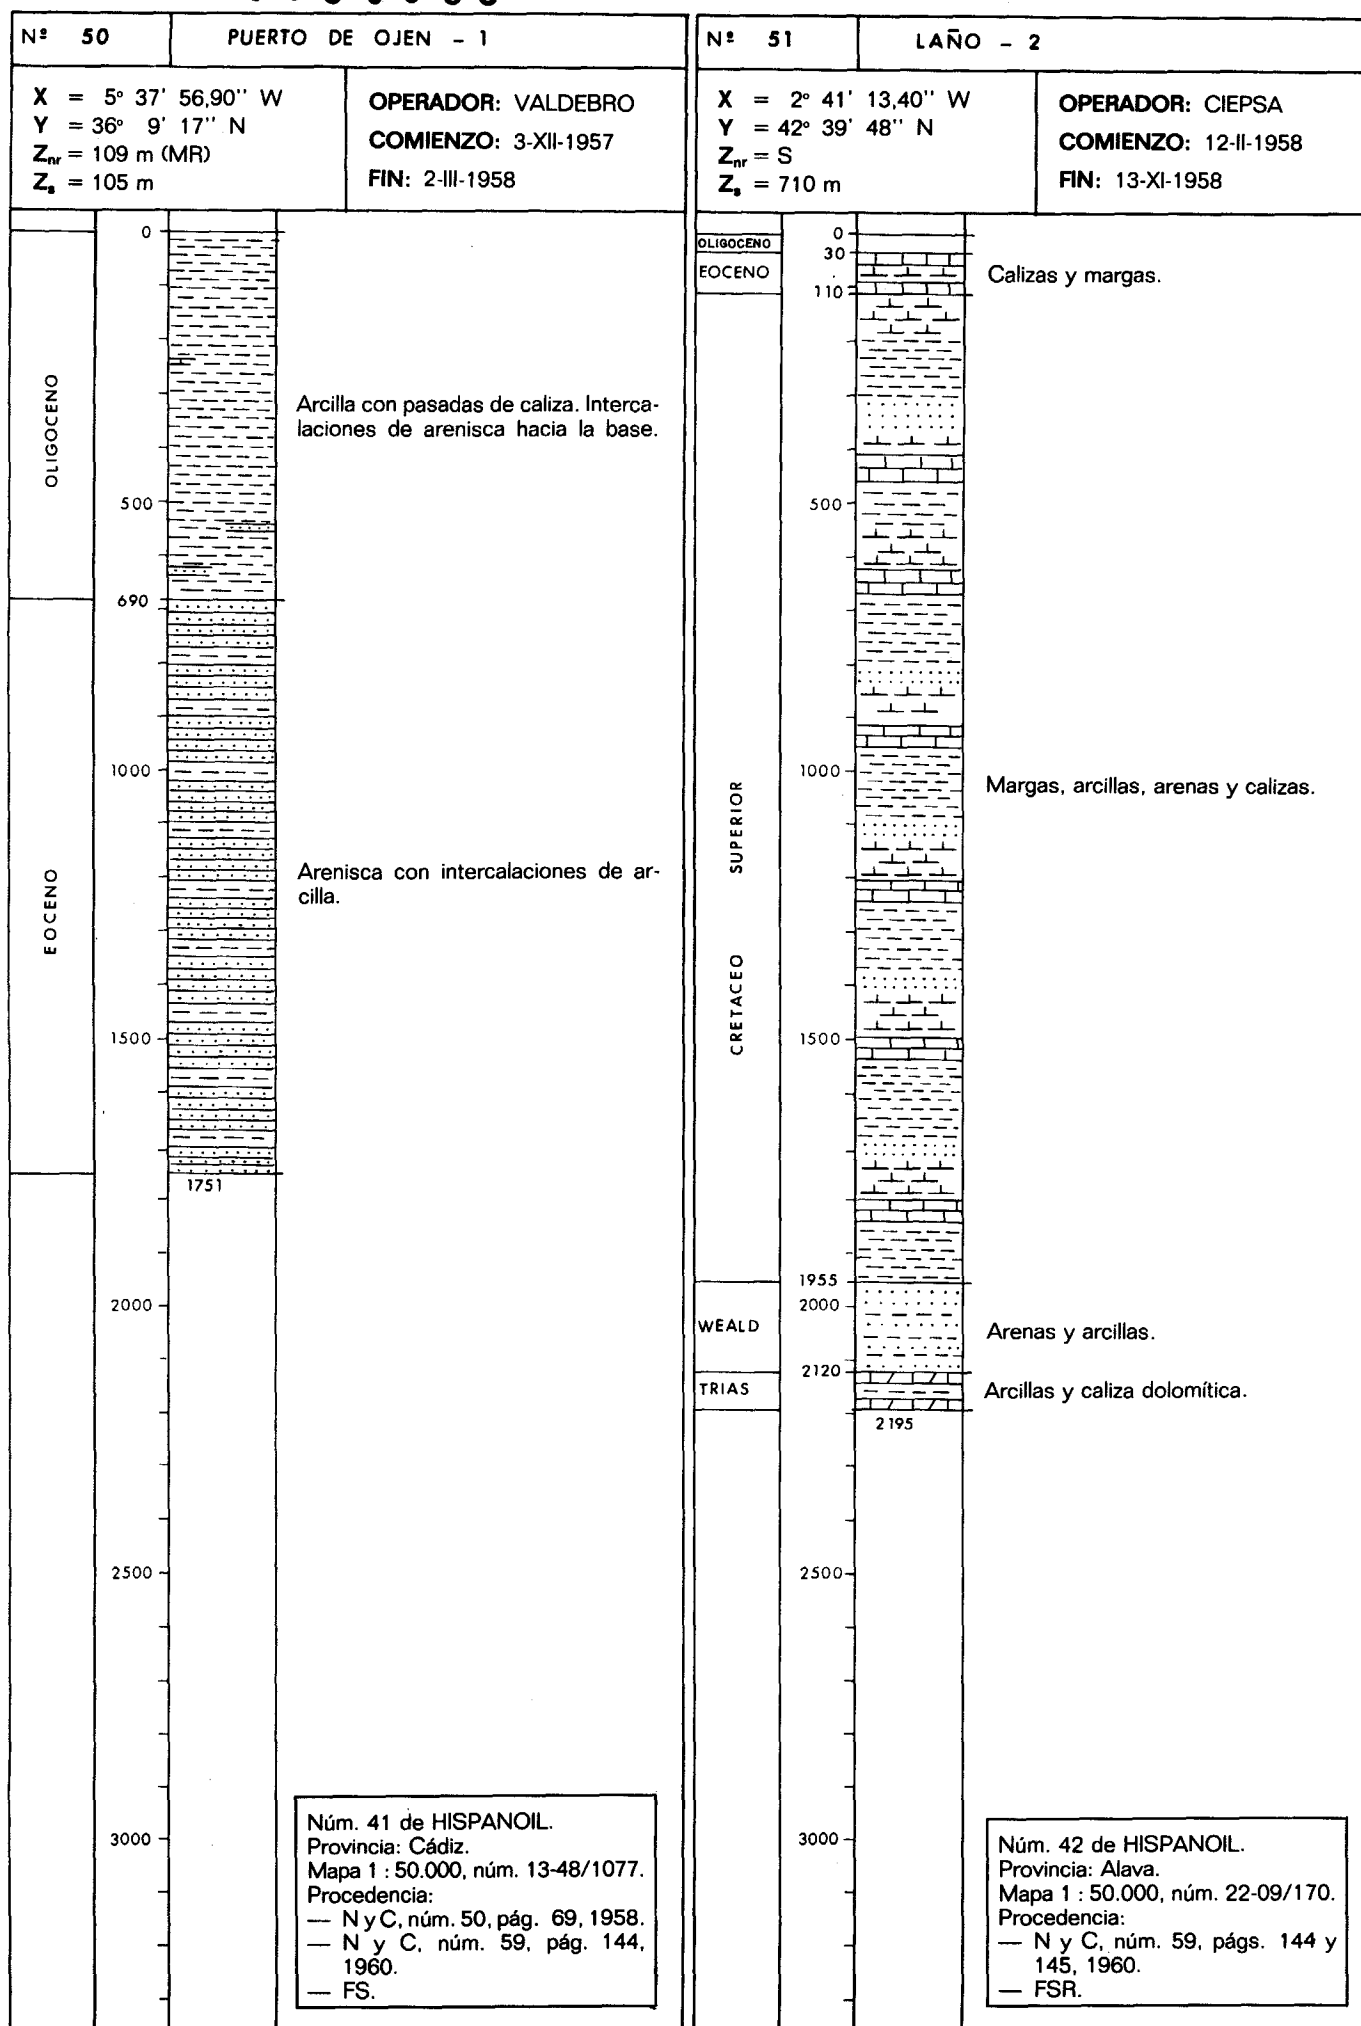 Nº 50 PUERTO DE OJEN - 1
X = 5º 37' 56,90'' W
Y = 36º 9' 17'' N
Znr = 109 m (MR)
Zs = 105 m
OPERADOR: VALDEBRO
COMIENZO: 3-XII-1957
FIN: 2-III-1958
OLIGOCENO
EOCENO
0
500
690
1000
1500
1751
2000
2500
3000
Arcilla con pasadas de caliza. Interca-
laciones de arenisca hacia la base.
Arenisca con intercalaciones de ar-
cilla.
Núm. 41 de HISPANOIL.
Provincia: Cádiz.
Mapa 1 : 50.000, núm. 13-48/1077.
Procedencia:
— N y C, núm. 50, pág. 69, 1958.
— N y C, núm. 59, pág. 144,
1960.
— FS.
Nº 51 LAÑO - 2
X = 2º 41' 13,40'' W
Y = 42º 39' 48'' N
Znr = S
Zs = 710 m
OPERADOR: CIEPSA
COMIENZO: 12-II-1958
FIN: 13-XI-1958
OLIGOCENO
EOCENO
CRETACEO SUPERIOR
WEALD
TRIAS
0
30
110
500
1000
1500
1955
2000
2120
2195
2500
3000
Calizas y margas.
Margas, arcillas, arenas y calizas.
Arenas y arcillas.
Arcillas y caliza dolomítica.
Núm. 42 de HISPANOIL.
Provincia: Alava.
Mapa 1 : 50.000, núm. 22-09/170.
Procedencia:
— N y C, núm. 59, págs. 144 y
145, 1960.
— FSR.